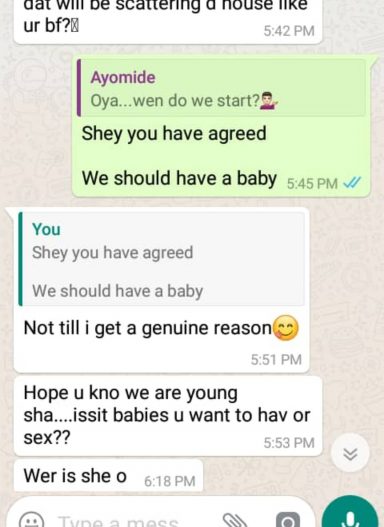 dat will be scattering d house like
ur bf?
5:42 PM
Ayomide
Oya...wen do we start?💁🏻‍♂️
Shey you have agreed
We should have a baby 5:45 PM
You
Shey you have agreed
We should have a baby
Not till i get a genuine reason😋
5:51 PM
Hope u kno we are young
sha....issit babies u want to hav or
sex??
5:53 PM
Wer is she o 6:18 PM
Type a mess